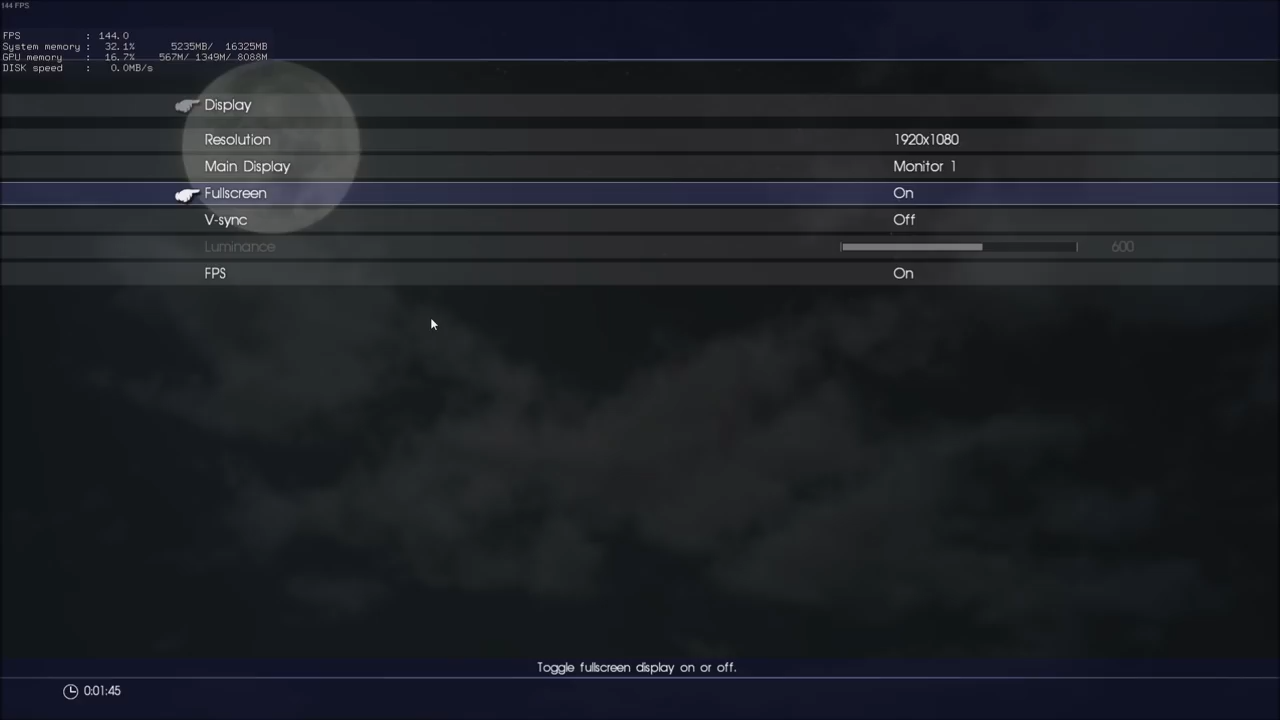 144 FPS
FPS : 144.0
System memory : 32.1% 5235MB/ 16325MB
GPU memory : 16.7% 567M/ 1349M/ 8088M
DISK speed : 0.0MB/s
Display
Resolution 1920x1080
Main Display Monitor 1
Fullscreen On
V-sync Off
Luminance 600
FPS On
Toggle fullscreen display on or off.
0:01:45